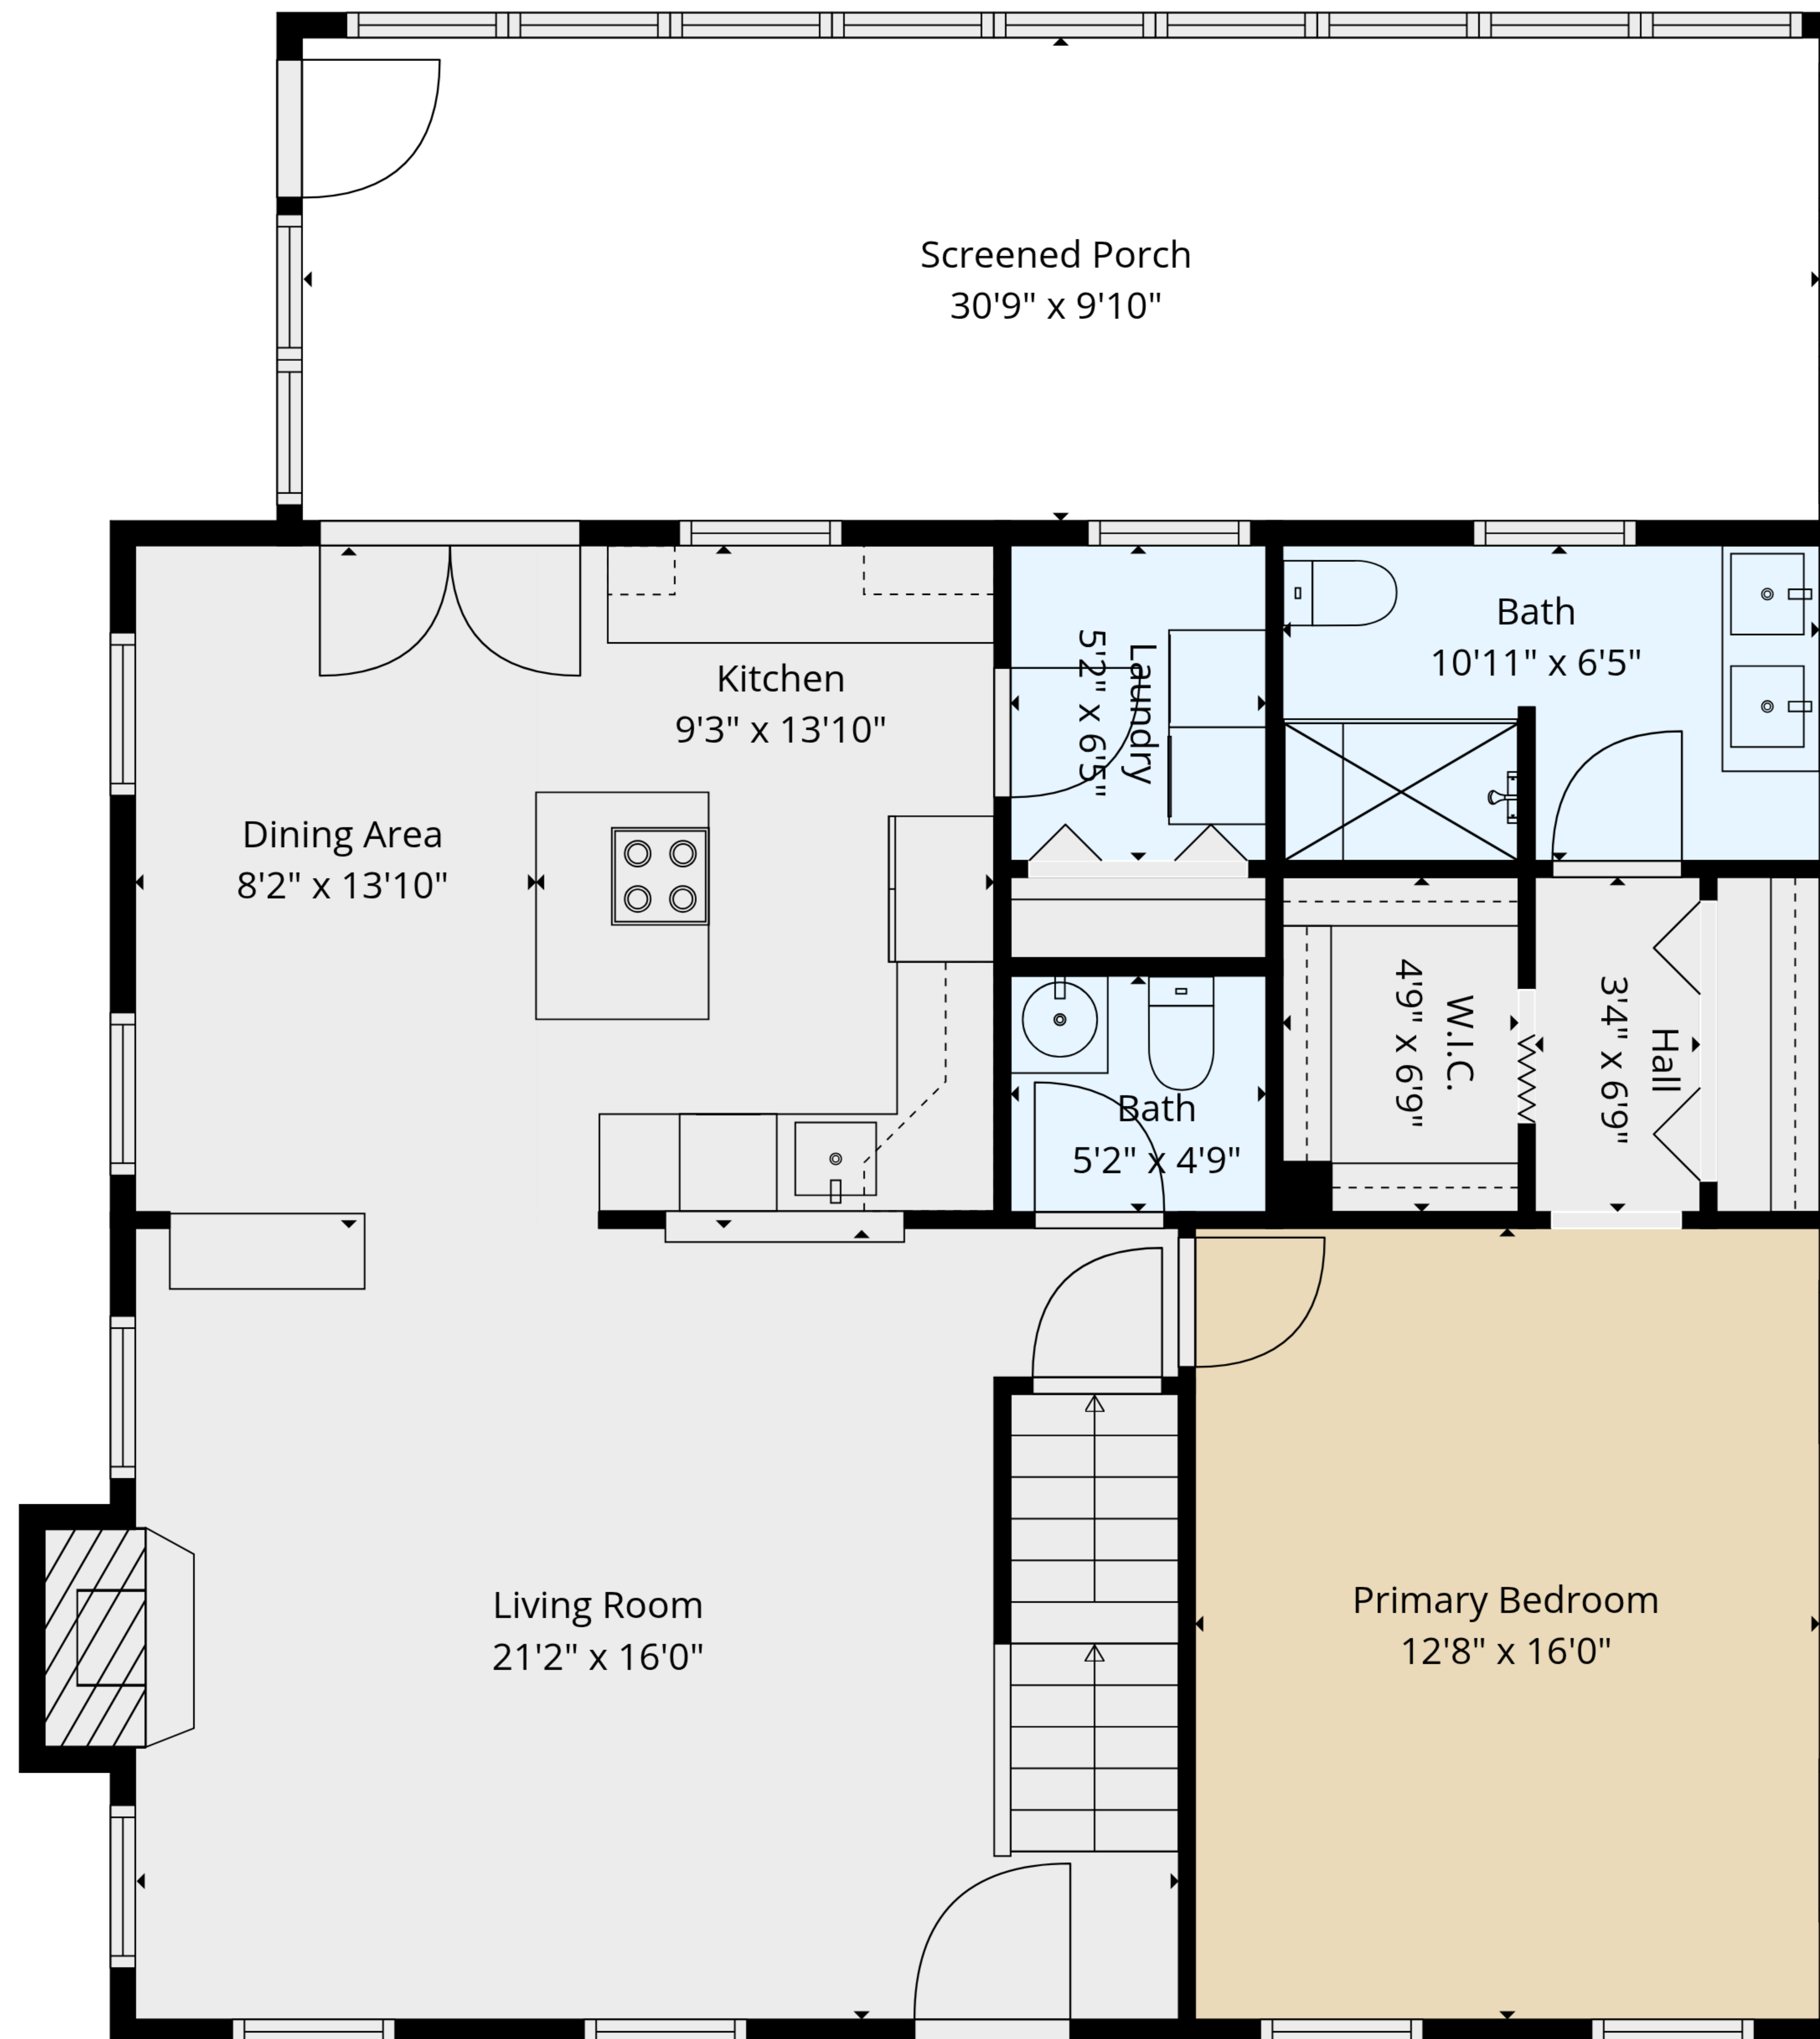 Screened Porch
30'9" x 9'10"
Bath
10'11" x 6'5"
Kitchen
9'3" x 13'10"
Laundry
5'2" x 6'5"
Dining Area
8'2" x 13'10"
W.I.C.
4'9" x 6'9"
Hall
3'4" x 6'9"
Bath
5'2" x 4'9"
Living Room
21'2" x 16'0"
Primary Bedroom
12'8" x 16'0"